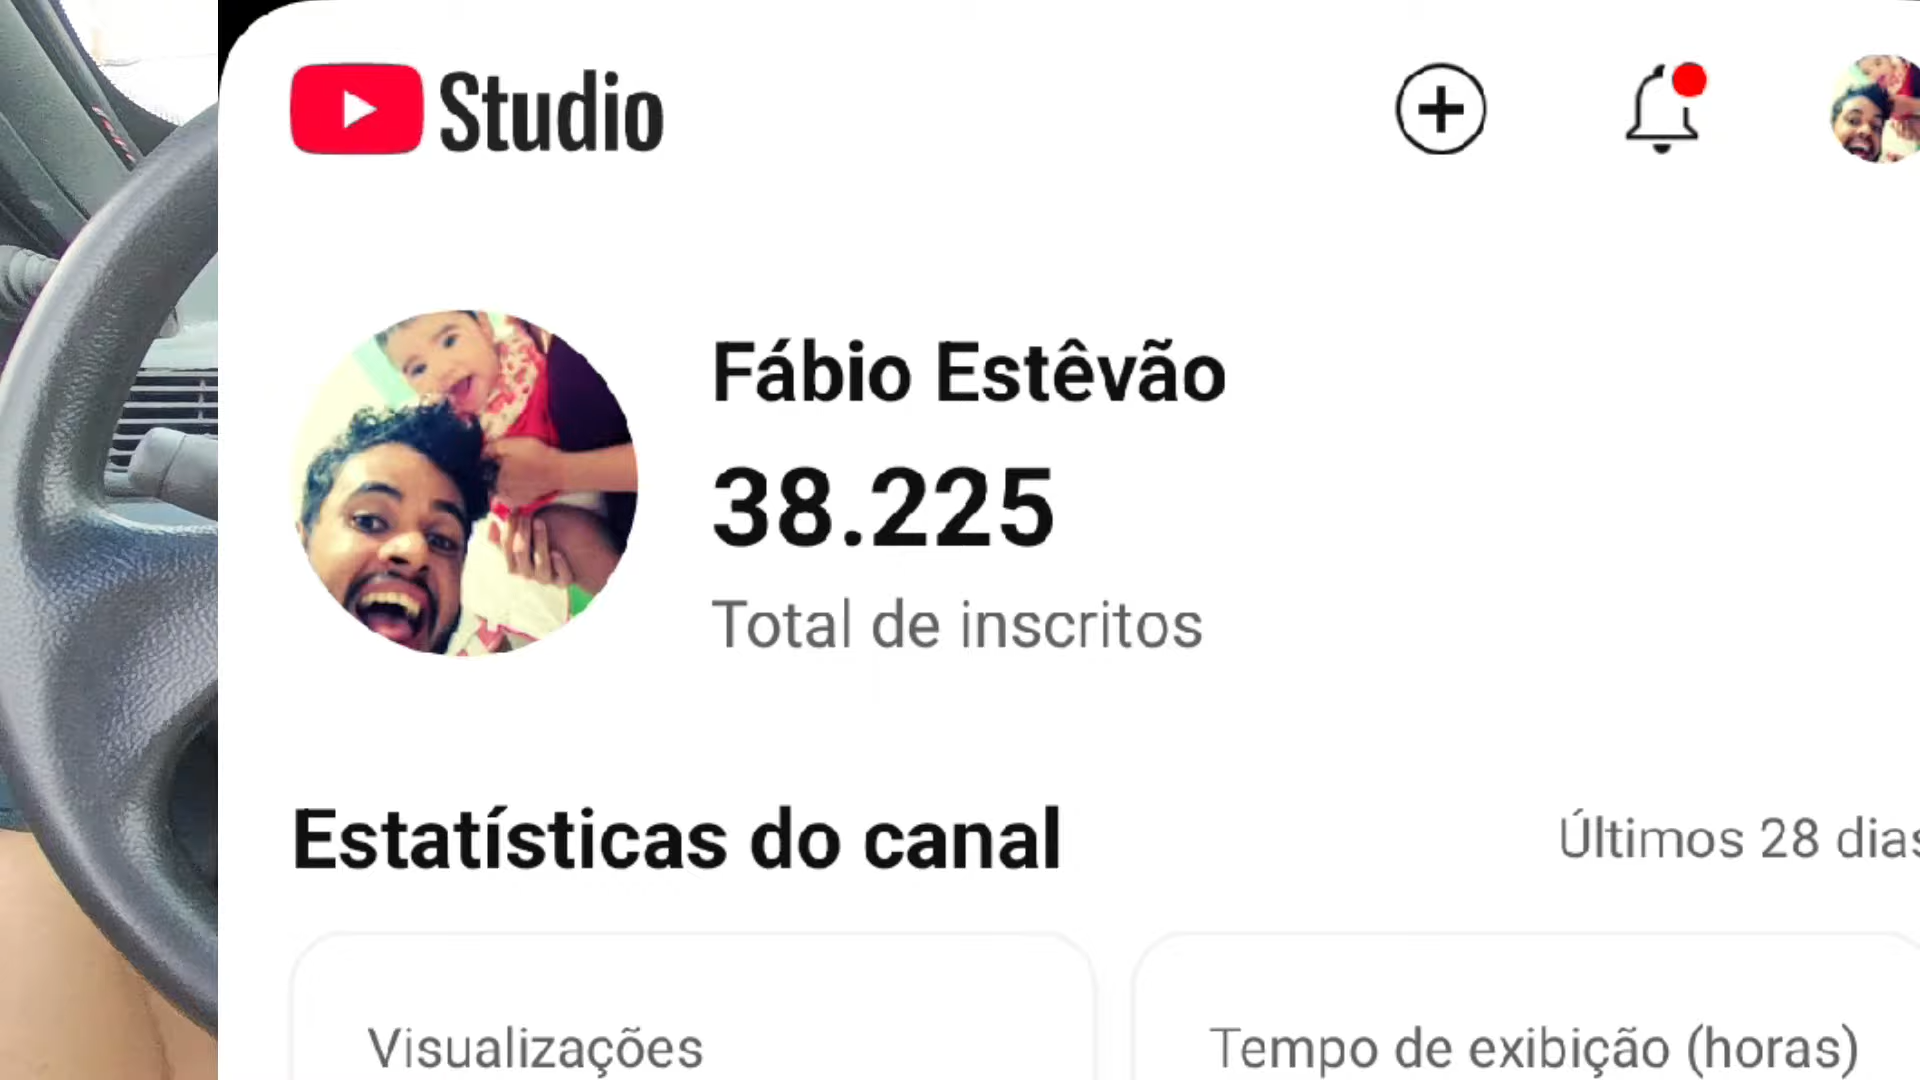 Studio
Fábio Estêvão
38.225
Total de inscritos
Estatísticas do canal
Últimos 28 dias
Visualizações
Tempo de exibição (horas)